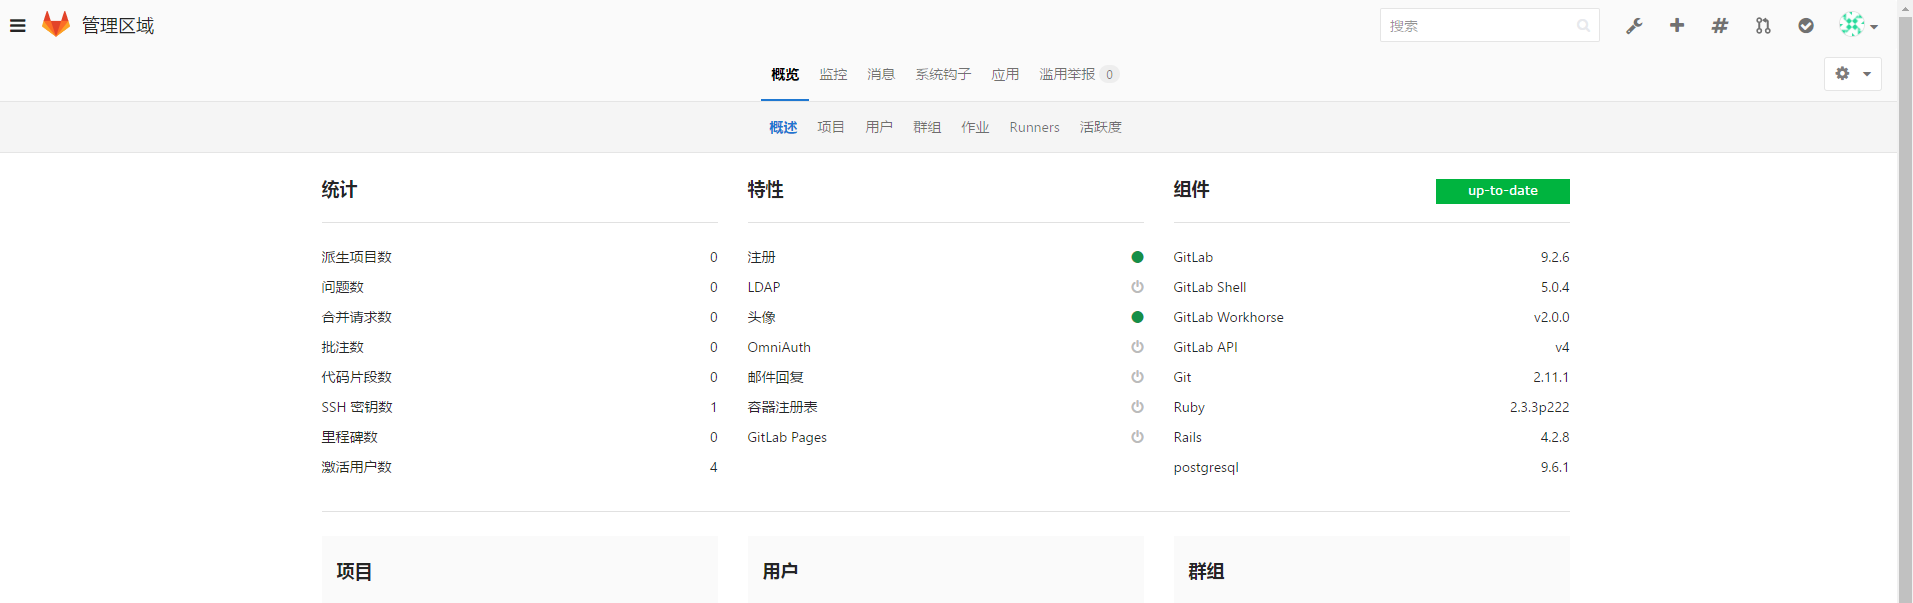 管理区域
搜索
概览 监控 消息 系统钩子 应用 滥用举报 0
概述 项目 用户 群组 作业 Runners 活跃度
统计
派生项目数 0
问题数 0
合并请求数 0
批注数 0
代码片段数 0
SSH 密钥数 1
里程碑数 0
激活用户数 4
特性
注册
LDAP
头像
OmniAuth
邮件回复
容器注册表
GitLab Pages
组件 up-to-date
GitLab 9.2.6
GitLab Shell 5.0.4
GitLab Workhorse v2.0.0
GitLab API v4
Git 2.11.1
Ruby 2.3.3p222
Rails 4.2.8
postgresql 9.6.1
项目
用户
群组